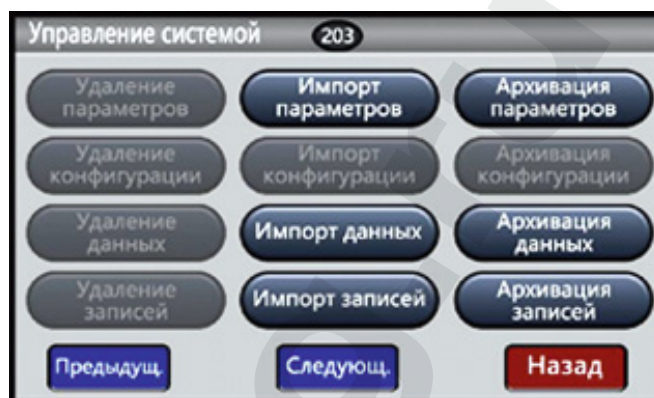 Управление системой 203
Удаление параметров
Импорт параметров
Архивация параметров
Удаление конфигурации
Импорт конфигурации
Архивация конфигурации
Удаление данных
Импорт данных
Архивация данных
Удаление записей
Импорт записей
Архивация записей
Предыдущ.
Следующ.
Назад